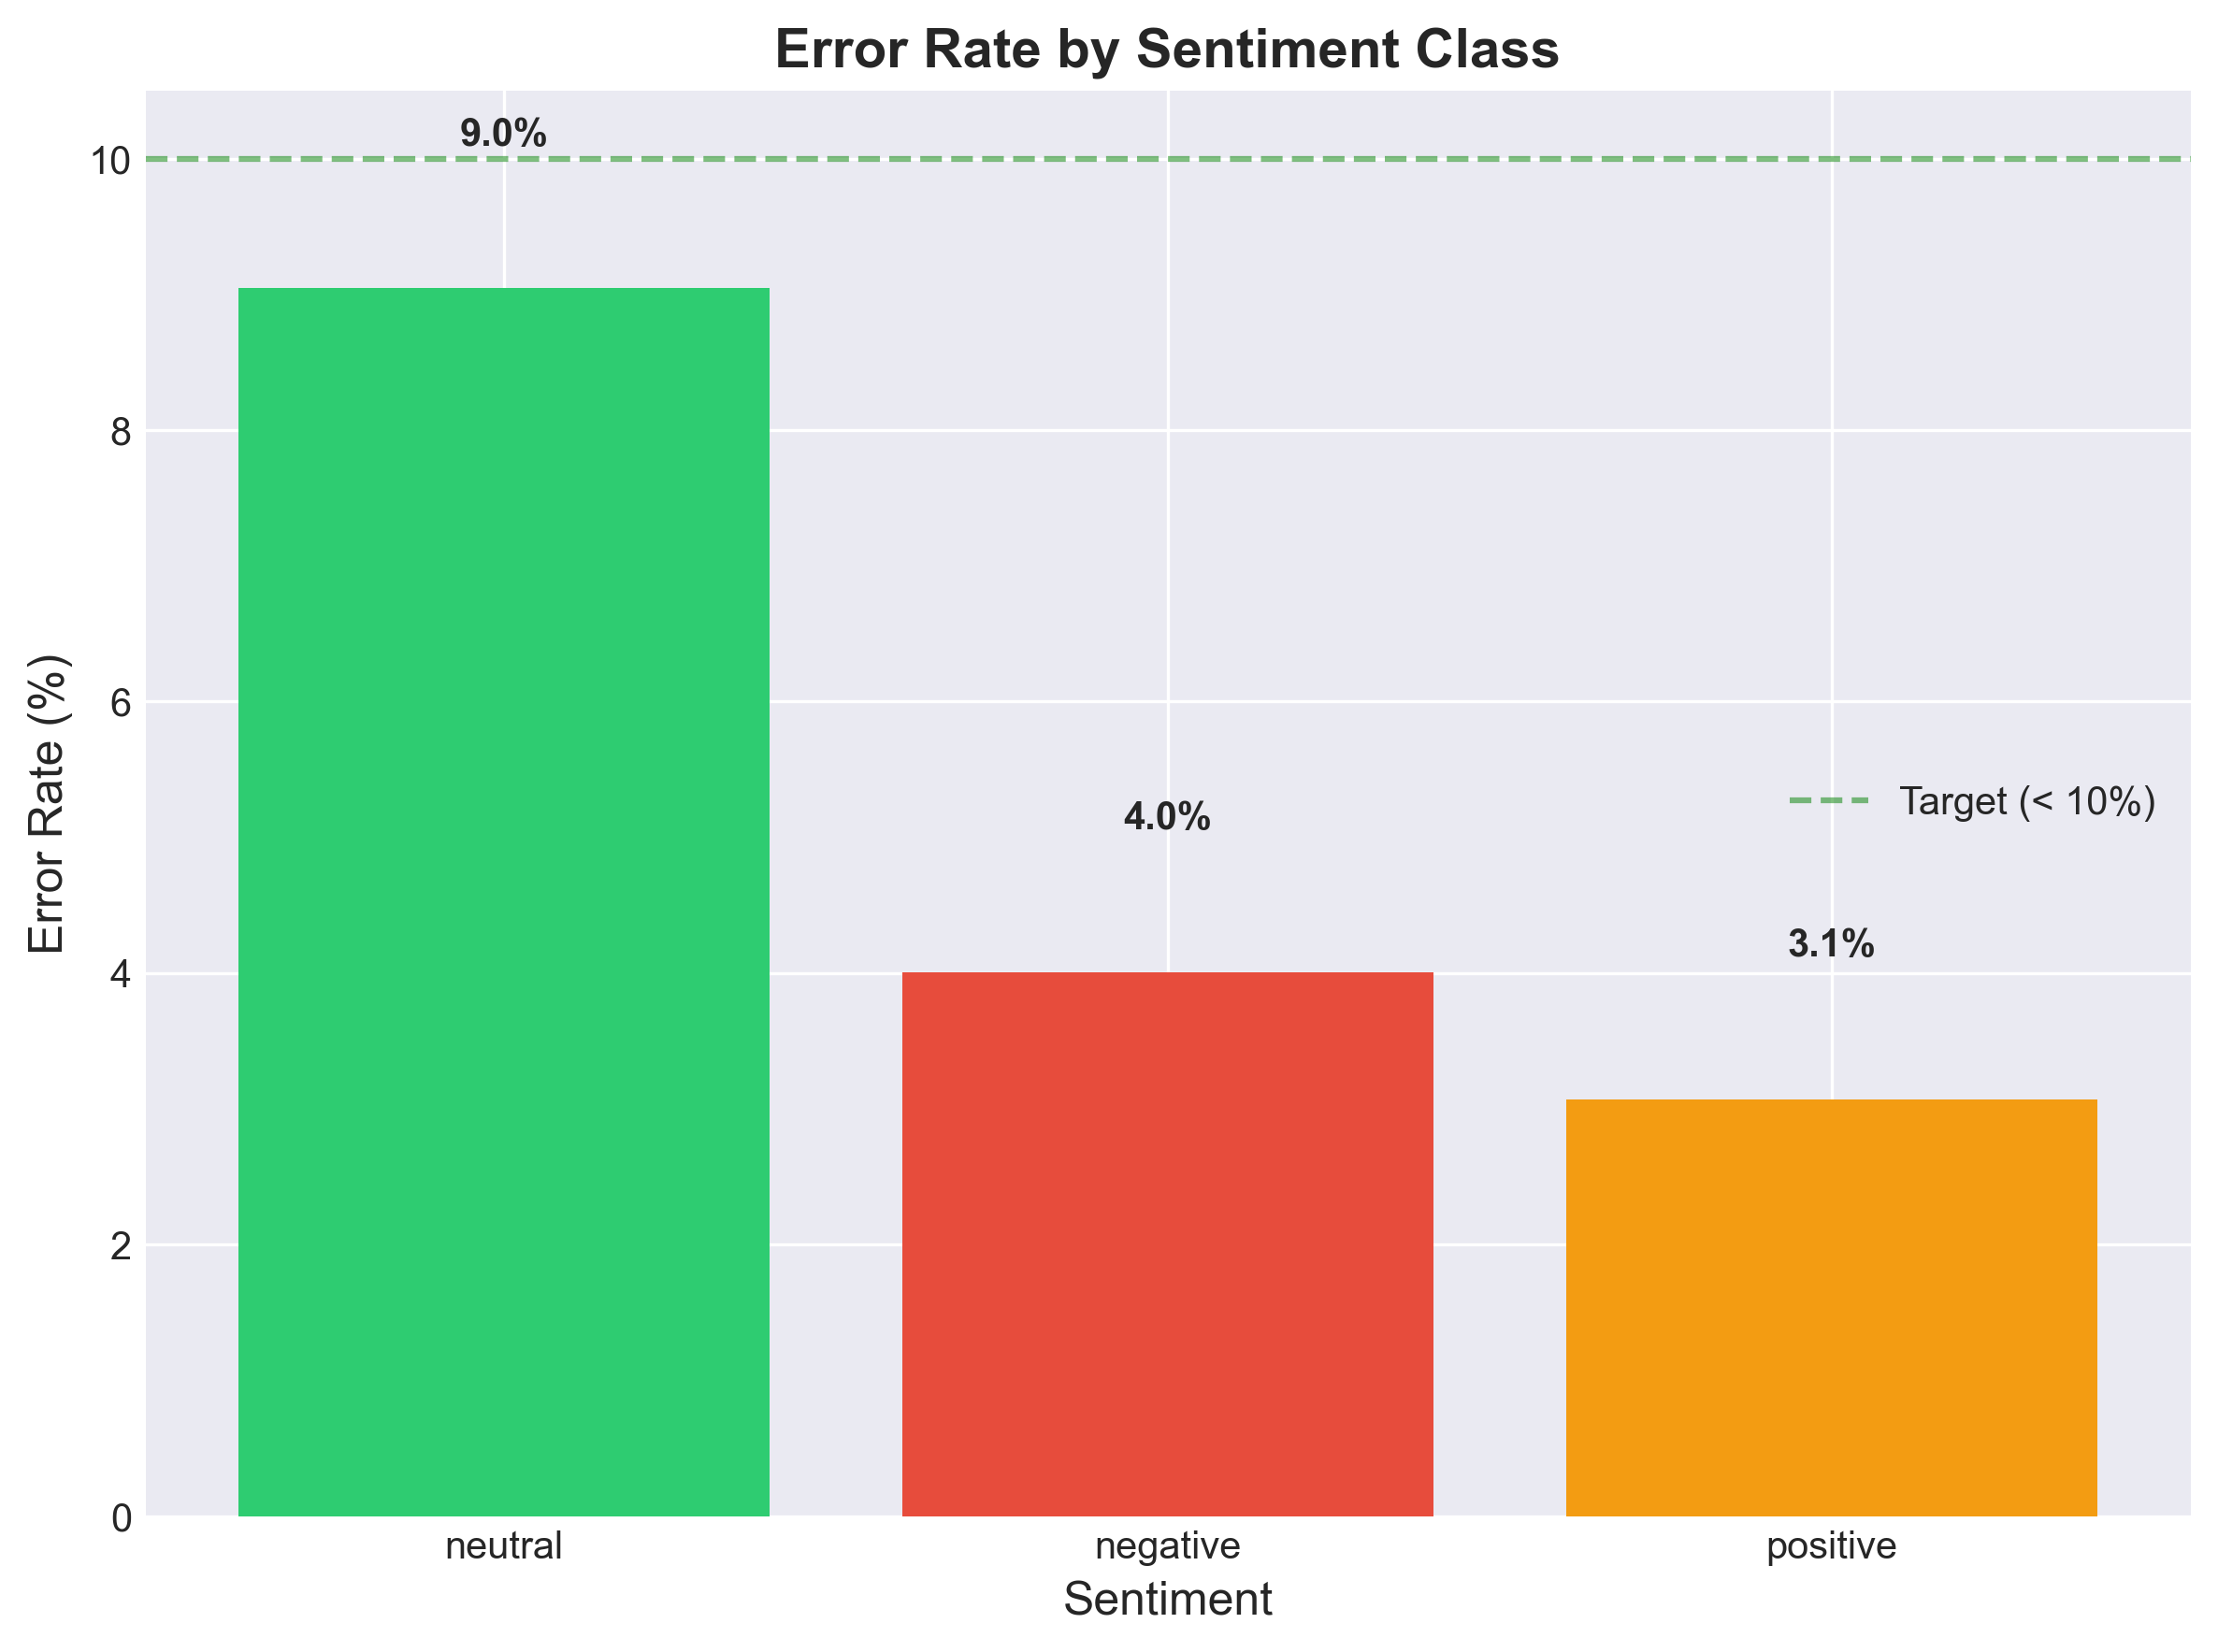 Error Rate by Sentiment Class
9.0%
10
8
6
4
2
0
4.0%
3.1%
Target (< 10%)
Error Rate (%)
neutral
negative
positive
Sentiment